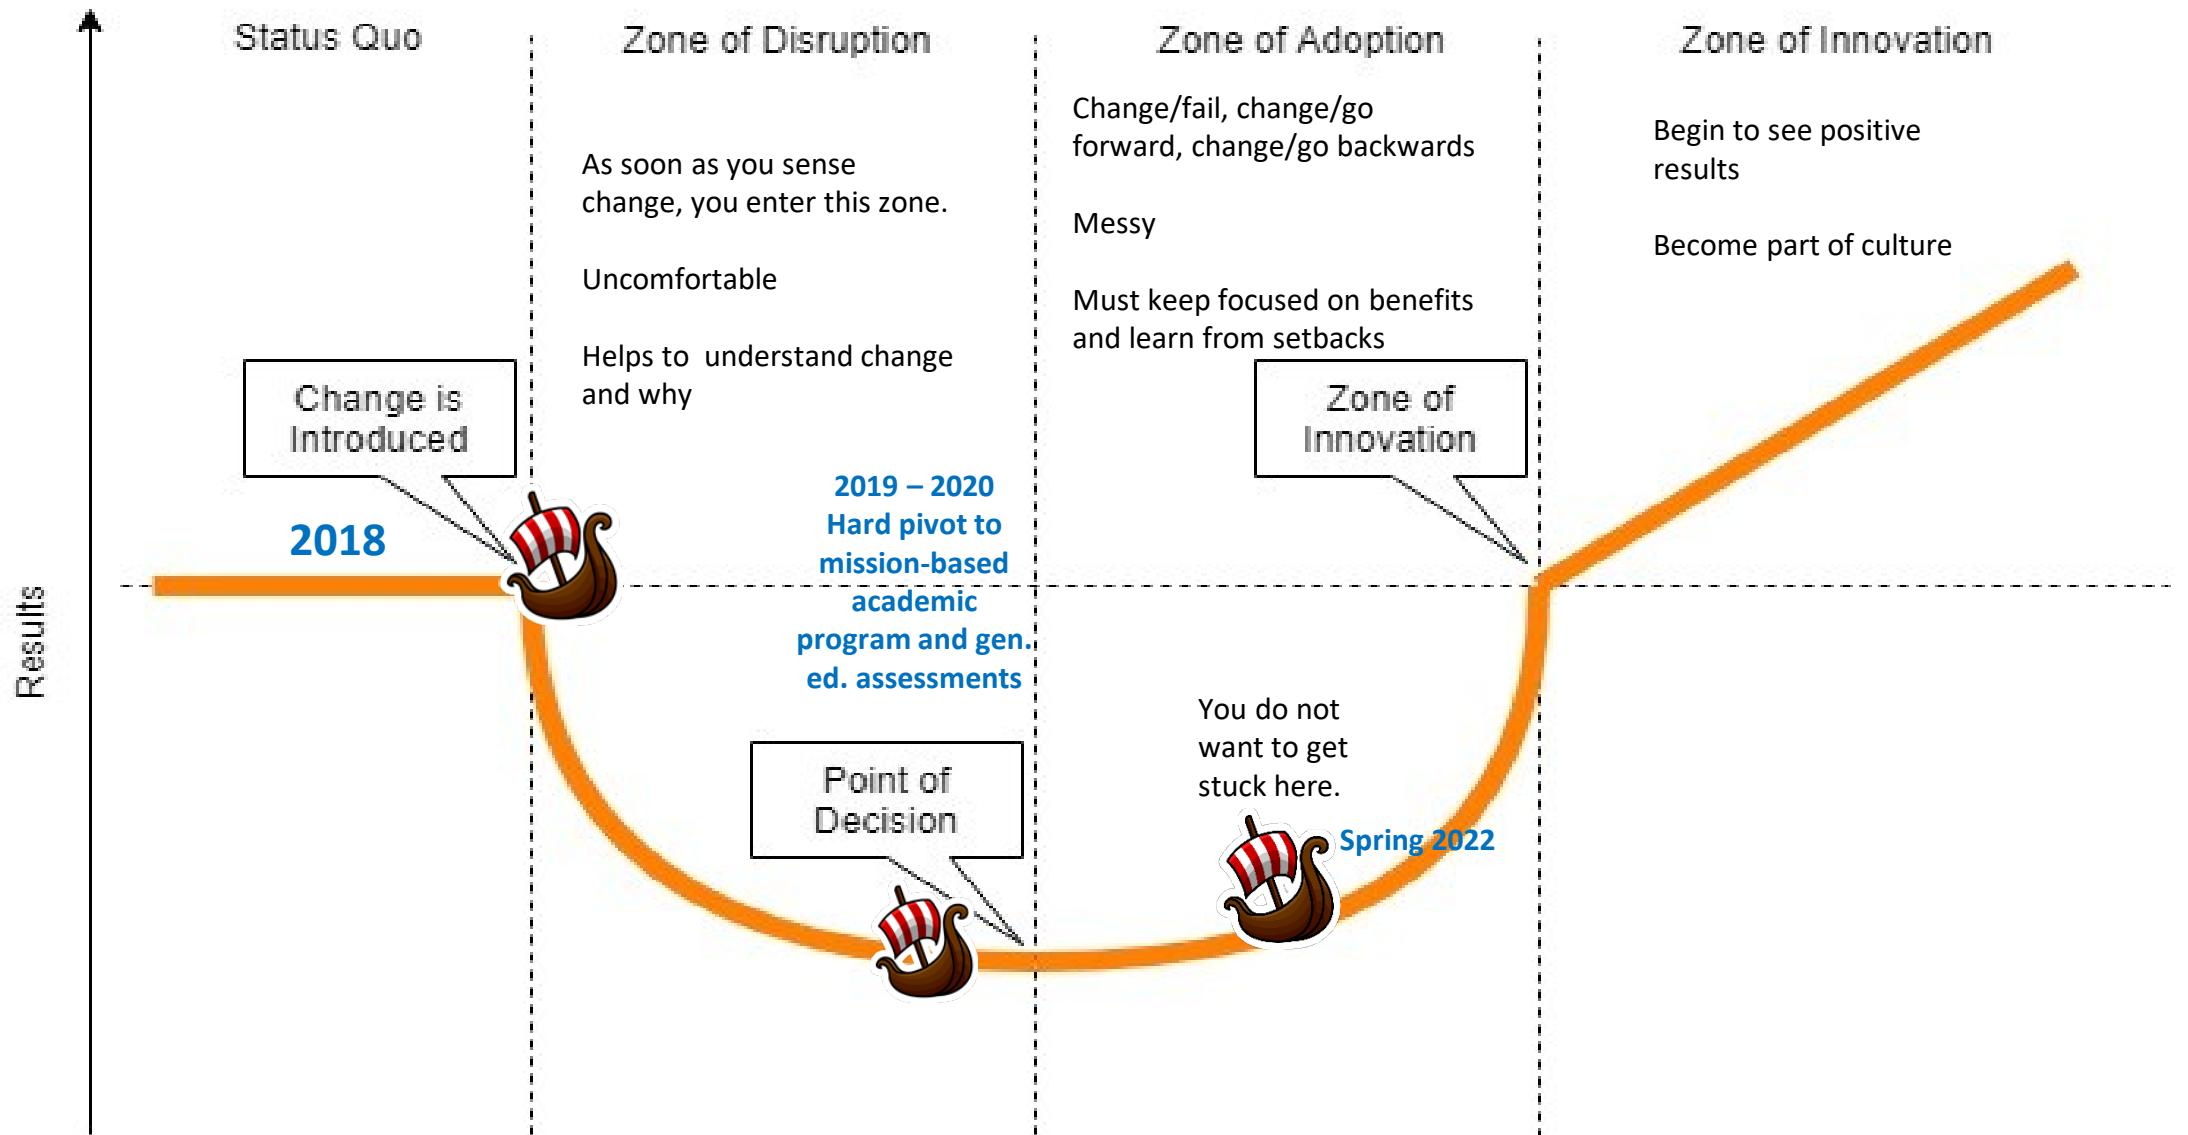 Status Quo
Zone of Disruption
Zone of Adoption
Zone of Innovation
As soon as you sense
change, you enter this zone.
Uncomfortable
Helps to understand change
and why
Change/fail, change/go
forward, change/go backwards
Messy
Must keep focused on benefits
and learn from setbacks
Begin to see positive
results
Become part of culture
Change is
Introduced
Zone of
Innovation
2018
2019 – 2020
Hard pivot to
mission-based
academic
program and gen.
ed. assessments
Results
Point of
Decision
You do not
want to get
stuck here.
Spring 2022